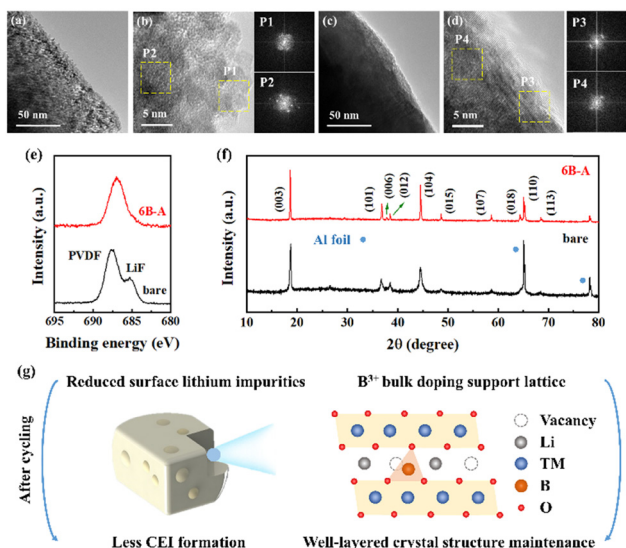 (a)
50 nm
(b)
P2
P1
5 nm
P1
P2
(c)
50 nm
(d)
P4
P3
5 nm
P3
P4
(e)
Intensity (a.u.)
6B-A
PVDF
LiF
bare
695 690 685 680
Binding energy (eV)
(f)
Intensity (a.u.)
6B-A
(003)
(101)
(006)
(012)
(104)
(015)
(107)
(018)
(110)
(113)
Al foil
bare
10 20 30 40 50 60 70 80
2θ (degree)
(g)
After cycling
Reduced surface lithium impurities
Less CEI formation
B³⁺ bulk doping support lattice
Vacancy
Li
TM
B
O
Well-layered crystal structure maintenance